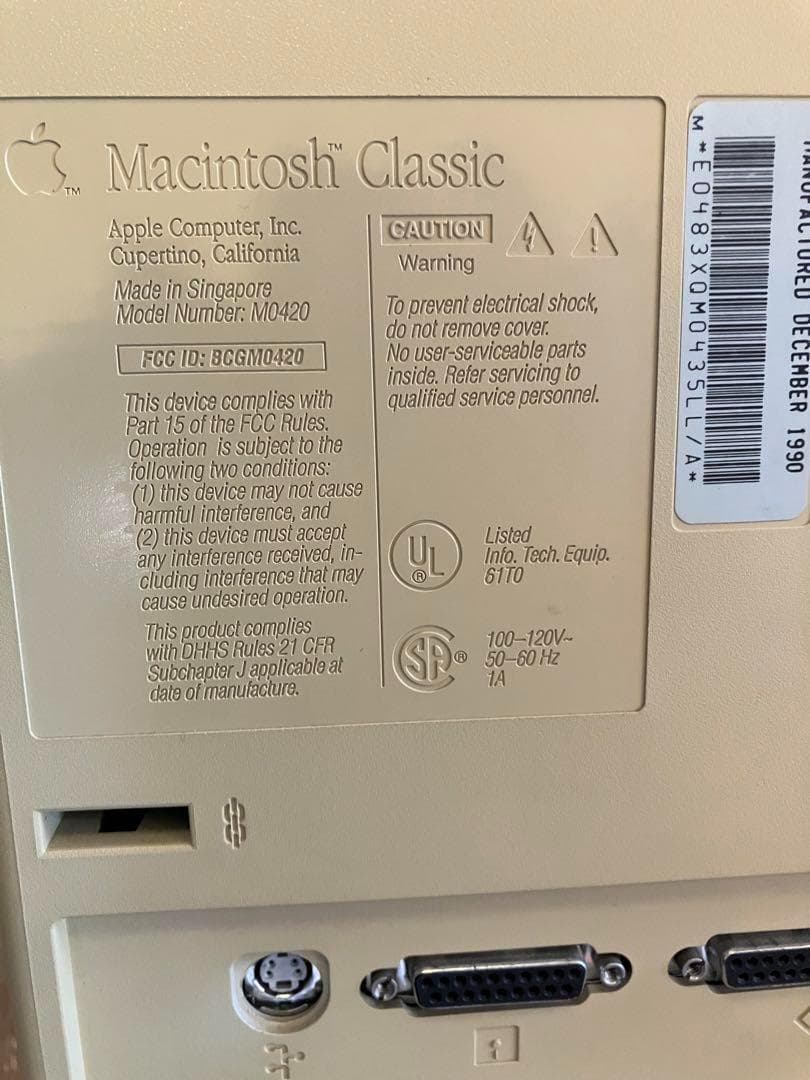 Macintosh™ Classic
™
Apple Computer, Inc.
Cupertino, California
Made in Singapore
Model Number: M0420
FCC ID: BCGM0420
This device complies with
Part 15 of the FCC Rules.
Operation is subject to the
following two conditions:
(1) this device may not cause
harmful interference, and
(2) this device must accept
any interference received, in-
cluding interference that may
cause undesired operation.
This product complies
with DHHS Rules 21 CFR
Subchapter J applicable at
date of manufacture.
CAUTION
Warning
To prevent electrical shock,
do not remove cover.
No user-serviceable parts
inside. Refer servicing to
qualified service personnel.
UL®
Listed
Info. Tech. Equip.
61T0
SA®
100–120V~
50–60 Hz
1A
M*E0483XQM0435LL/A*
MANUFACTURED DECEMBER 1990